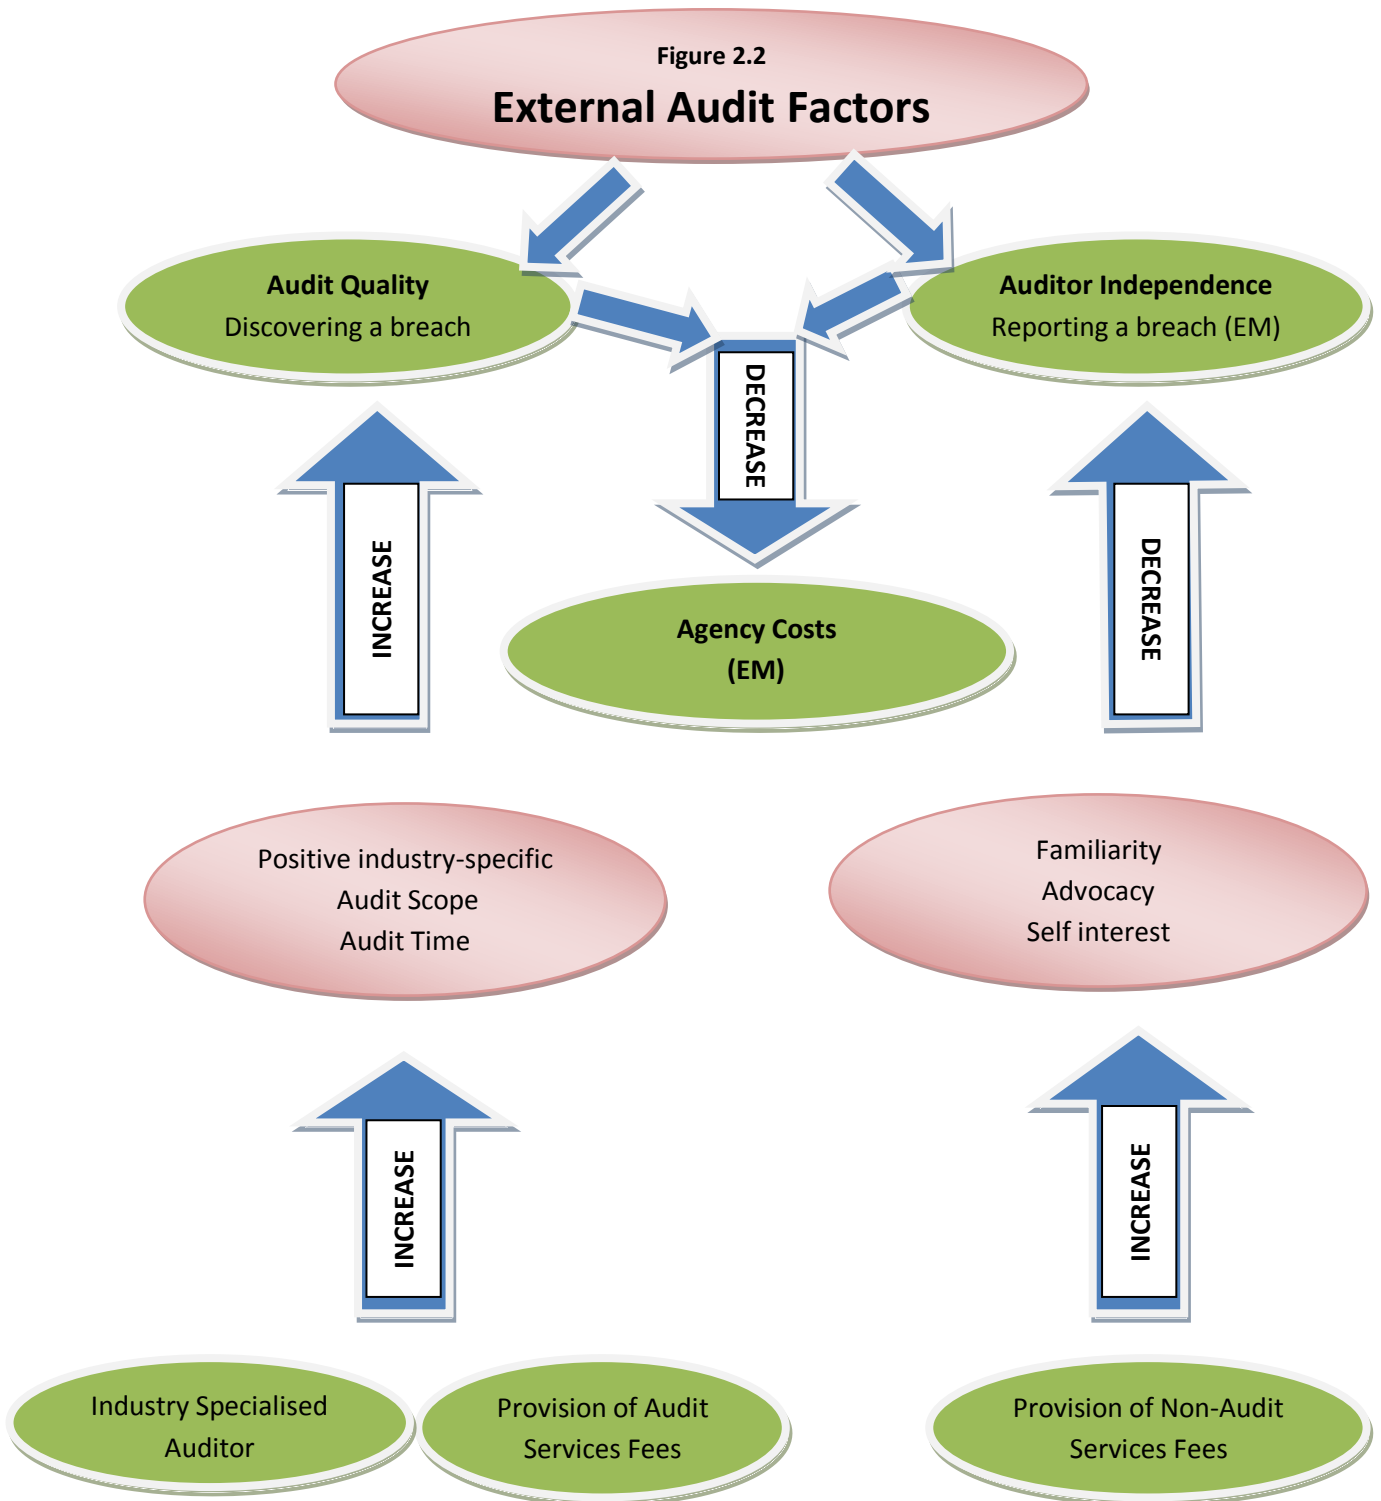 Figure 2.2
External Audit Factors
Audit Quality
Discovering a breach
Auditor Independence
Reporting a breach (EM)
DECREASE
INCREASE
DECREASE
Agency Costs
(EM)
Positive industry-specific
Audit Scope
Audit Time
Familiarity
Advocacy
Self interest
INCREASE
INCREASE
Industry Specialised
Auditor
Provision of Audit
Services Fees
Provision of Non-Audit
Services Fees